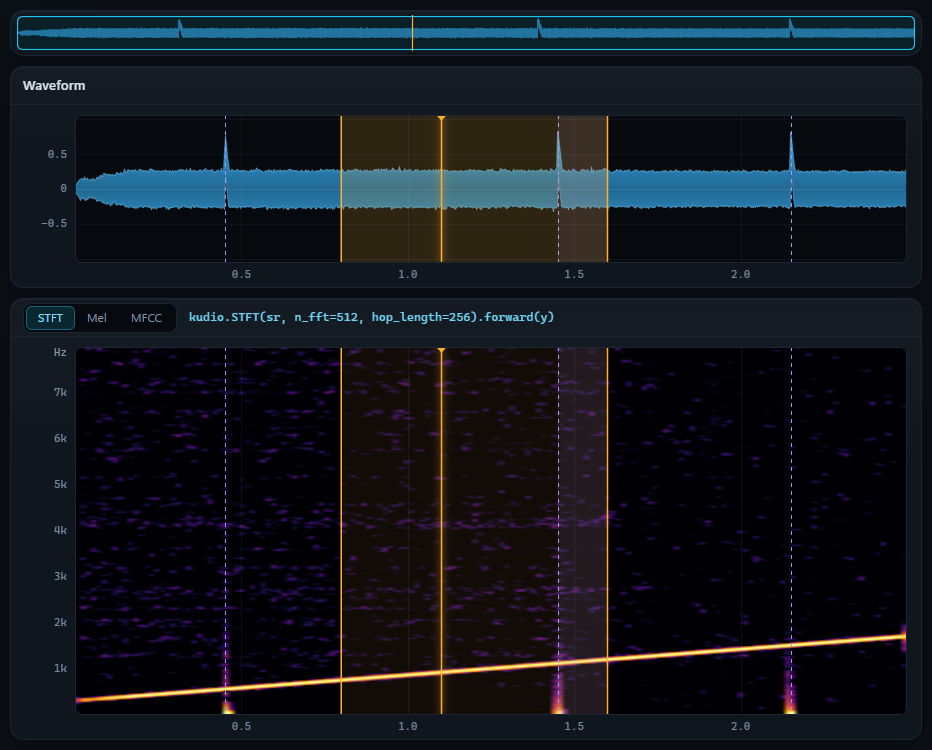 Waveform
0.5
0
−0.5
0.5 1.0 1.5 2.0
STFT Mel MFCC kudio.STFT(sr, n_fft=512, hop_length=256).forward(y)
Hz
7k
6k
5k
4k
3k
2k
1k
0.5 1.0 1.5 2.0